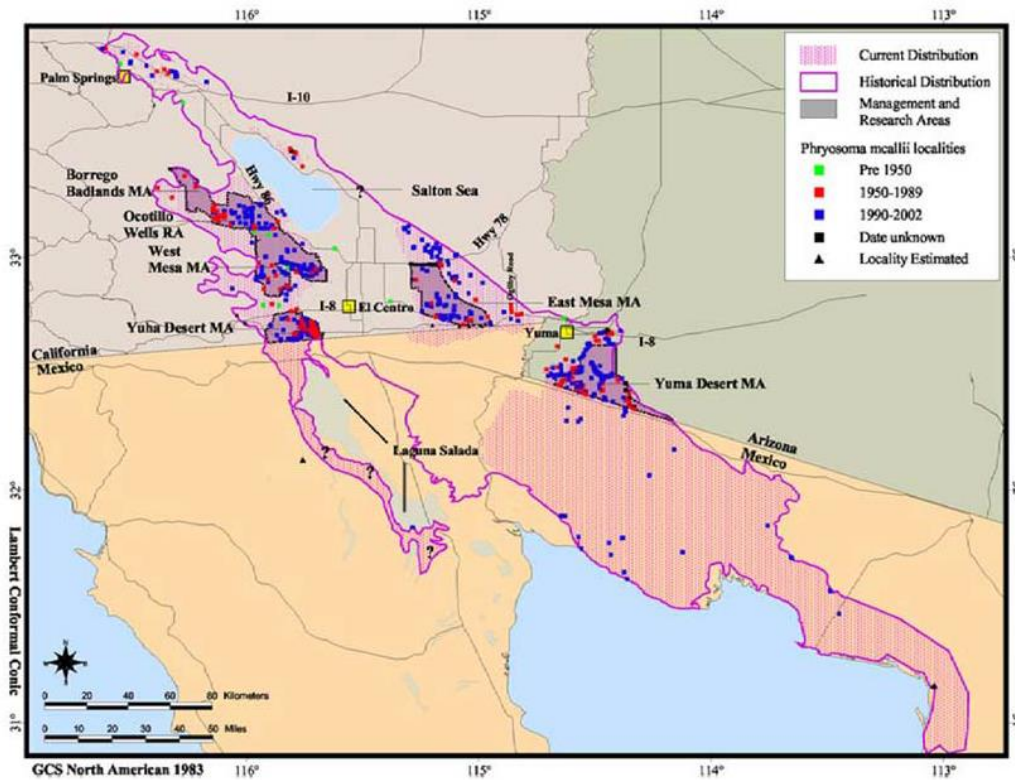 116°
115°
114°
113°
Current Distribution
Historical Distribution
Management and
Research Areas
Phryosoma mcallii localities
Pre 1950
1950-1989
1990-2002
Date unknown
Locality Estimated
Palm Springs
I-10
Borrego
Badlands MA
Hwy 86
?
Salton Sea
Ocotillo
Wells RA
Hwy 78
West
Mesa MA
Ogilby Road
33°
33°
I-8
El Centro
East Mesa MA
Yuha Desert MA
Yuma
I-8
California
Mexico
Yuma Desert MA
Arizona
Mexico
?
Laguna Salada
?
32°
?
Lambert Conformal Conic
N
0 20 40 60 80 Kilometers
0 10 20 30 40 50 Miles
31°
GCS North American 1983
116°
115°
114°
113°